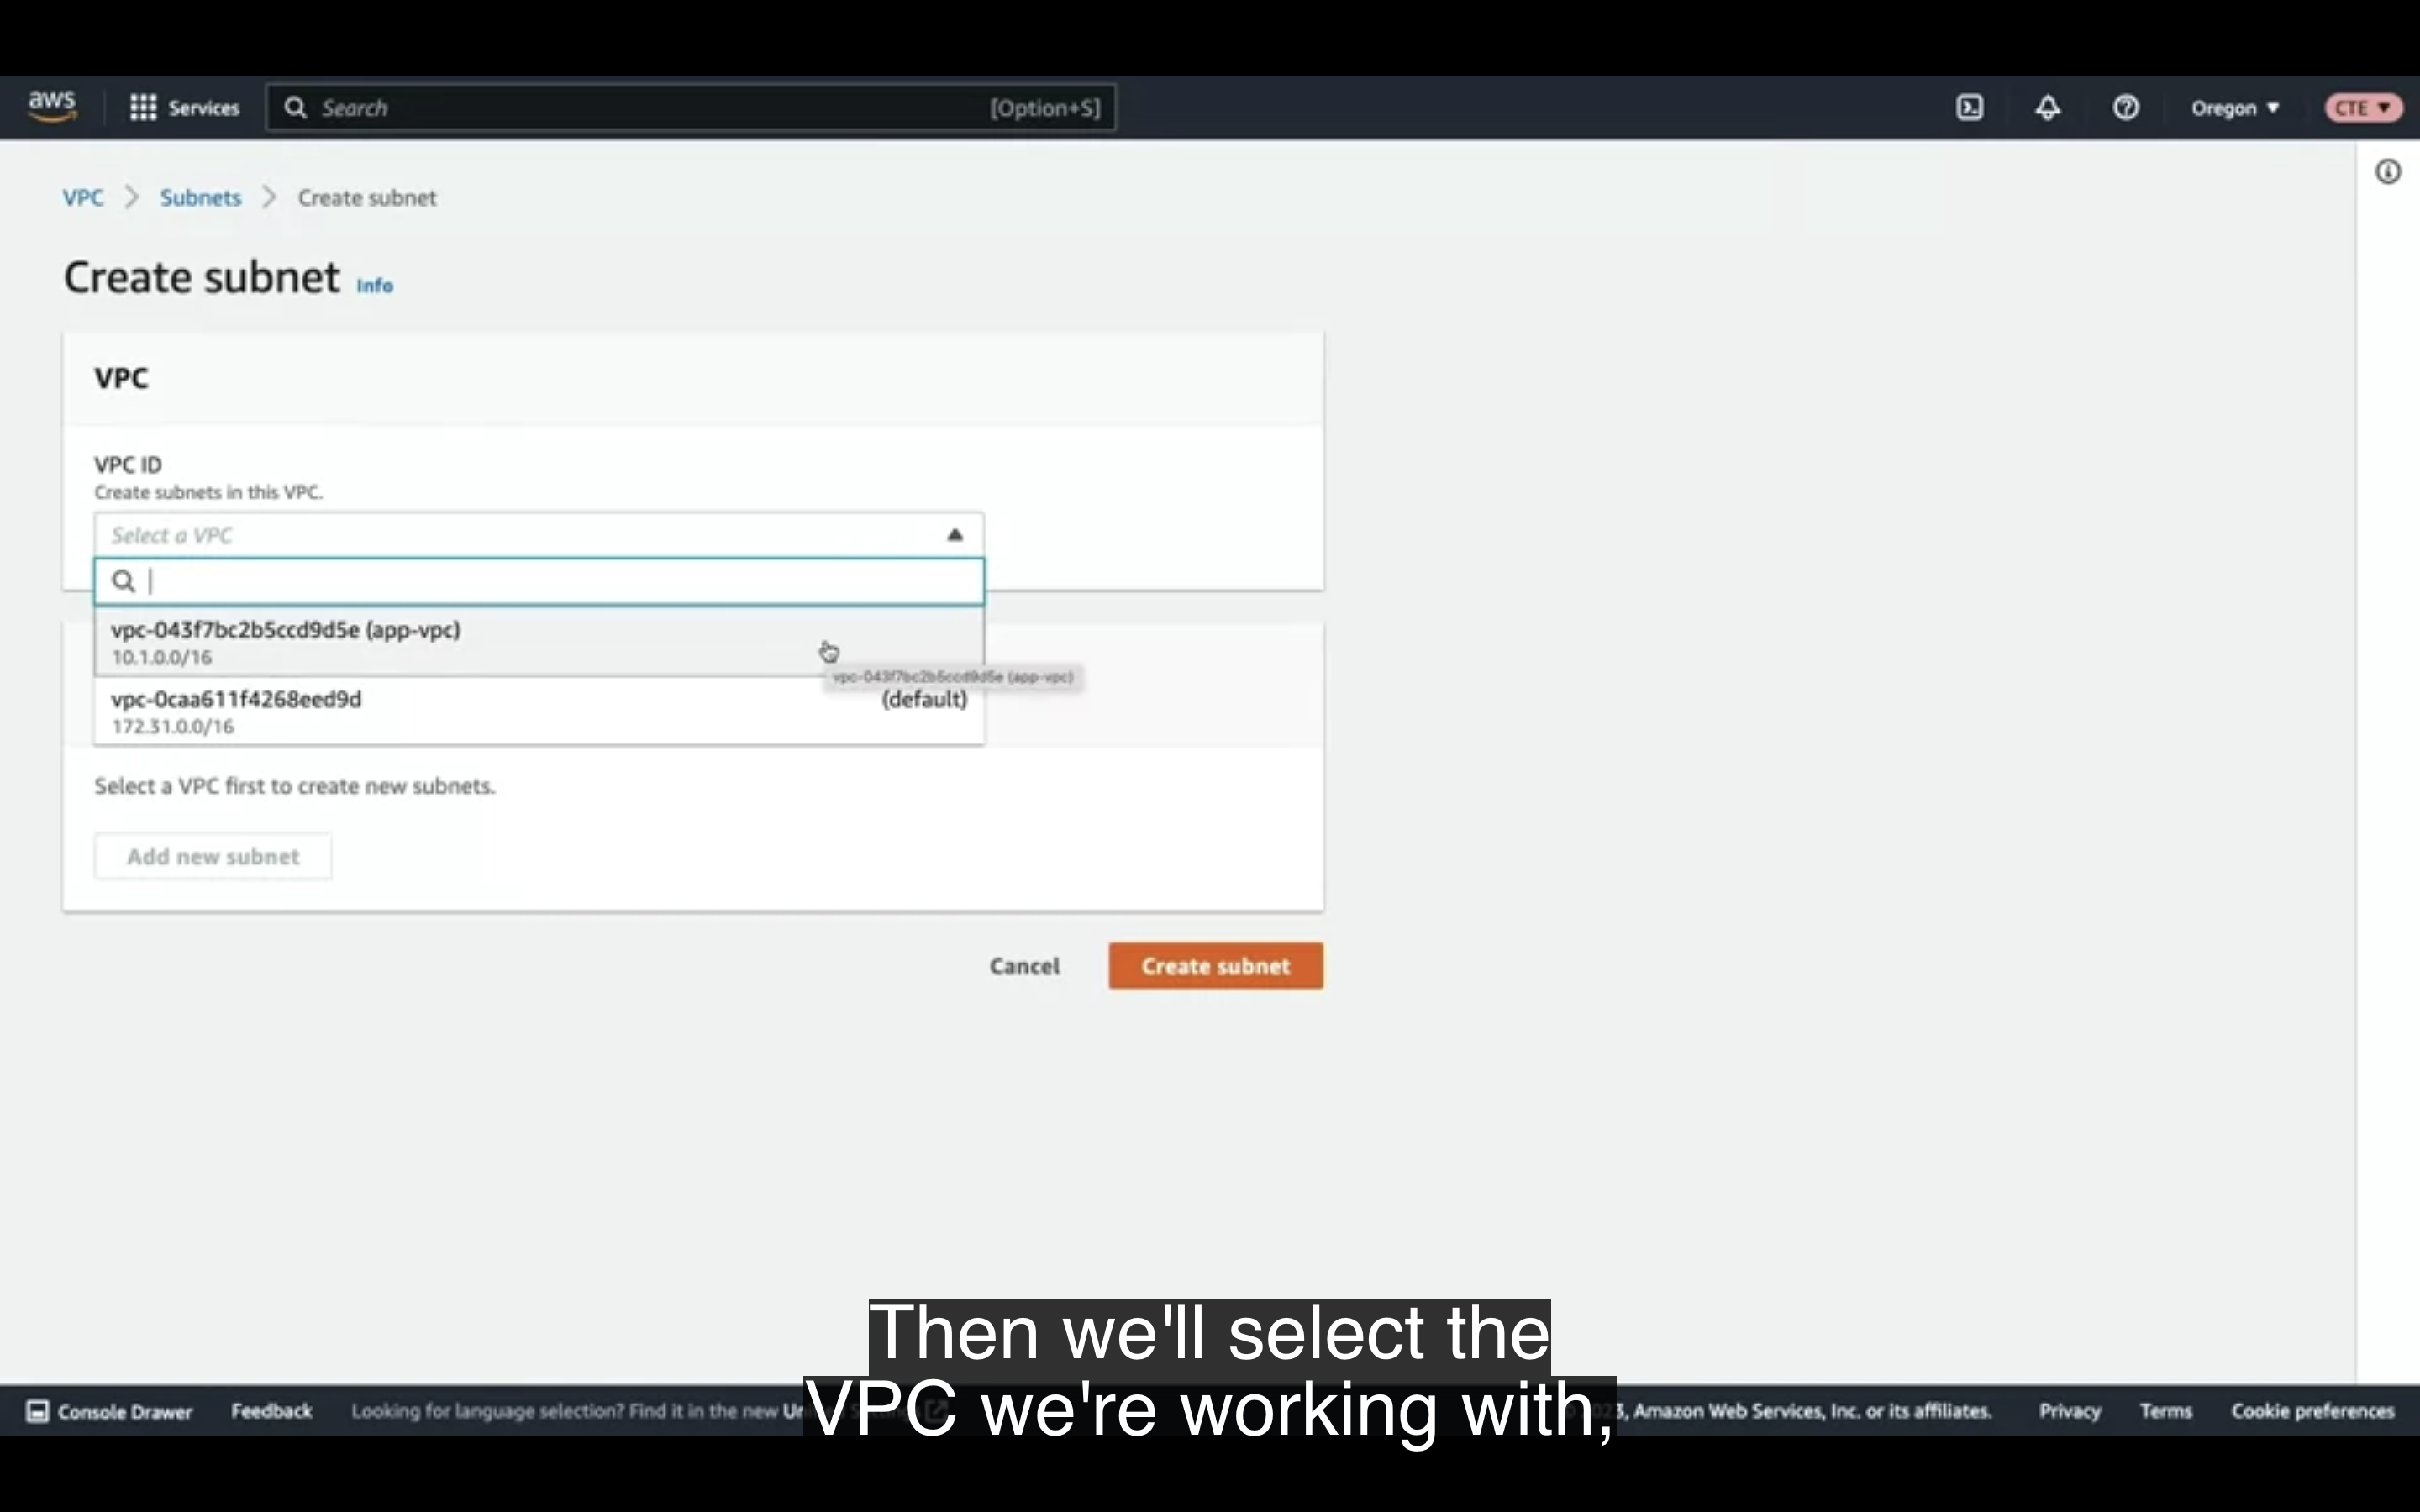 aws
Services
Search
[Option+S]
Oregon
CTE
VPC
Subnets
Create subnet
Create subnet
Info
VPC
VPC ID
Create subnets in this VPC.
Select a VPC
vpc-043f7bc2b5ccd9d5e (app-vpc)
10.1.0.0/16
vpc-043f7bc2b5ccd9d5e (app-vpc)
vpc-0caa611f4268eed9d
(default)
172.31.0.0/16
Select a VPC first to create new subnets.
Add new subnet
Cancel
Create subnet
Then we'll select the
VPC we're working with,
Console Drawer
Feedback
Looking for language selection? Find it in the new
3, Amazon Web Services, Inc. or its affiliates.
Privacy
Terms
Cookie preferences